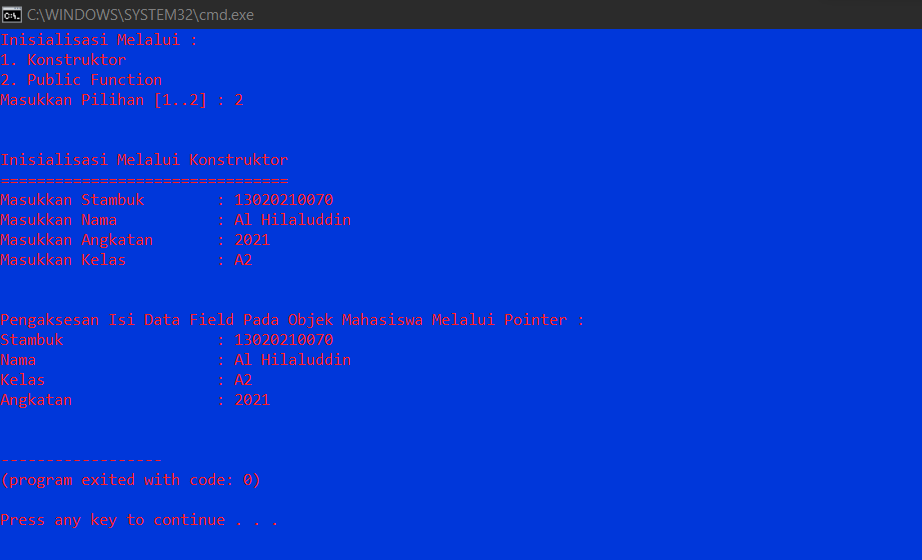 C:\WINDOWS\SYSTEM32\cmd.exe
Inisialisasi Melalui :
1. Konstruktor
2. Public Function
Masukkan Pilihan [1..2] : 2
Inisialisasi Melalui Konstruktor
================================
Masukkan Stambuk        : 13020210070
Masukkan Nama           : Al Hilaluddin
Masukkan Angkatan       : 2021
Masukkan Kelas          : A2
Pengaksesan Isi Data Field Pada Objek Mahasiswa Melalui Pointer :
Stambuk                 : 13020210070
Nama                    : Al Hilaluddin
Kelas                   : A2
Angkatan                : 2021
------------------
(program exited with code: 0)
Press any key to continue . . .